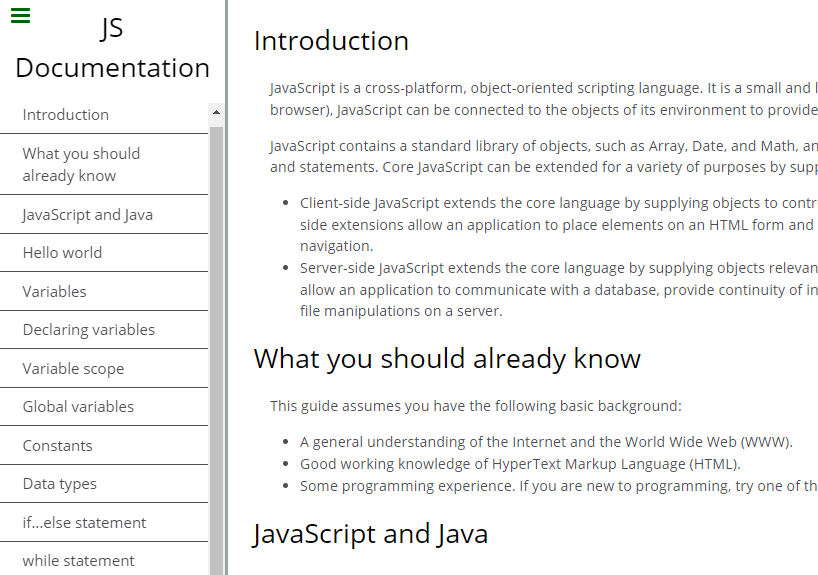 JS
Documentation
Introduction
What you should
already know
JavaScript and Java
Hello world
Variables
Declaring variables
Variable scope
Global variables
Constants
Data types
if...else statement
while statement
Introduction
JavaScript is a cross-platform, object-oriented scripting language. It is a small and
browser), JavaScript can be connected to the objects of its environment to provide
JavaScript contains a standard library of objects, such as Array, Date, and Math,
and statements. Core JavaScript can be extended for a variety of purposes by
Client-side JavaScript extends the core language by supplying objects to
side extensions allow an application to place elements on an HTML form and
navigation.
Server-side JavaScript extends the core language by supplying objects
allow an application to communicate with a database, provide continuity of
file manipulations on a server.
What you should already know
This guide assumes you have the following basic background:
A general understanding of the Internet and the World Wide Web (WWW).
Good working knowledge of HyperText Markup Language (HTML).
Some programming experience. If you are new to programming, try one of
JavaScript and Java